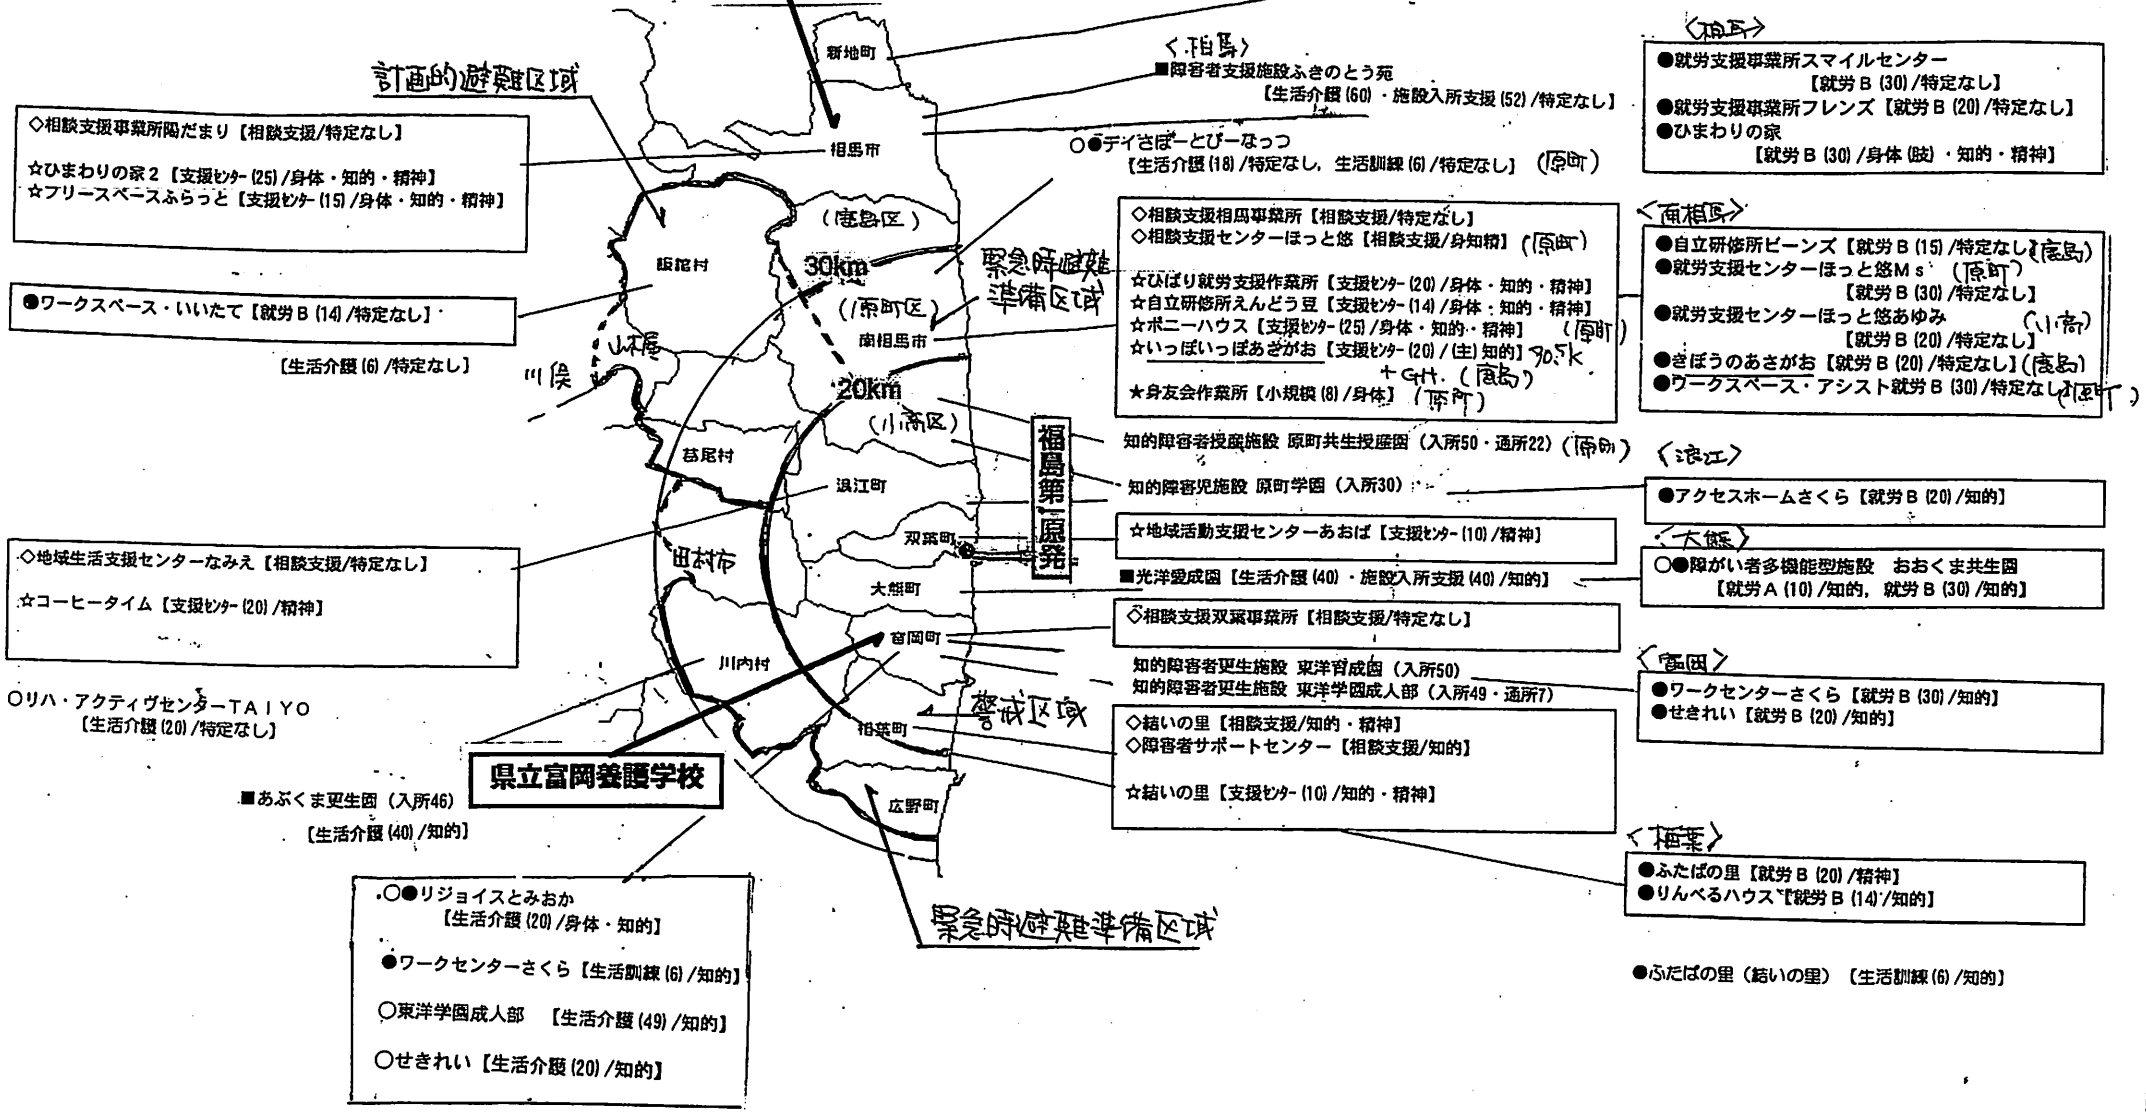 計画的避難区域
◇相談支援事業所陽だまり【相談支援/特定なし】
☆ひまわりの家2【支援センター(25)/身体・知的・精神】
☆フリースペースふらっと【支援センター(15)/身体・知的・精神】
●ワークスペース・いいたて【就労B(14)/特定なし】
【生活介護(6)/特定なし】
◇地域生活支援センターなみえ【相談支援/特定なし】
☆コーヒータイム【支援センター(20)/精神】
○リハ・アクティヴセンターTAIYO
【生活介護(20)/特定なし】
■あぶくま更生園(入所46)
【生活介護(40)/知的】
県立富岡養護学校
○●リジョイスとみおか
【生活介護(20)/身体・知的】
●ワークセンターさくら【生活訓練(6)/知的】
○東洋学園成人部 【生活介護(49)/知的】
○せきれい【生活介護(20)/知的】
新地町
相馬市
(鹿島区)
飯舘村
30km
(原町区)
南相馬市
緊急時避難
準備区域
山木屋
川俣
20km
(小高区)
葛尾村
浪江町
双葉町
田村市
大熊町
富岡町
川内村
楢葉町
警戒区域
広野町
緊急時避難準備区域
福島第一原発
<相馬>
■障害者支援施設ふきのとう苑
【生活介護(60)・施設入所支援(52)/特定なし】
○●デイさぽーとぴーなっつ
【生活介護(18)/特定なし, 生活訓練(6)/特定なし】(原町)
◇相談支援相馬事業所【相談支援/特定なし】
◇相談支援センターほっと悠【相談支援/身知精】(原町)
☆ひばり就労支援作業所【支援センター(20)/身体・知的・精神】
☆自立研修所えんどう豆【支援センター(14)/身体・知的・精神】
☆ポニーハウス【支援センター(25)/身体・知的・精神】(原町)
☆いっぽいっぽあさがお【支援センター(20)/(主)知的】
+GH.(鹿島)
★身友会作業所【小規模(8)/身体】(原町)
知的障害者授産施設 原町共生授産園(入所50・通所22)(原町)
知的障害児施設 原町学園(入所30)
☆地域活動支援センターあおば【支援センター(10)/精神】
■光洋愛成園【生活介護(40)・施設入所支援(40)/知的】
◇相談支援双葉事業所【相談支援/特定なし】
知的障害者更生施設 東洋育成園(入所50)
知的障害者更生施設 東洋学園成人部(入所49・通所7)
◇結いの里【相談支援/知的・精神】
◇障害者サポートセンター【相談支援/知的】
☆結いの里【支援センター(10)/知的・精神】
<相馬>
●就労支援事業所スマイルセンター
【就労B(30)/特定なし】
●就労支援事業所フレンズ【就労B(20)/特定なし】
●ひまわりの家
【就労B(30)/身体(肢)・知的・精神】
<南相馬>
●自立研修所ビーンズ【就労B(15)/特定なし】(鹿島)
●就労支援センターほっと悠Ms (原町)
【就労B(30)/特定なし】
●就労支援センターほっと悠あゆみ (小高)
【就労B(20)/特定なし】
●きぼうのあさがお【就労B(20)/特定なし】(鹿島)
●ワークスペース・アシスト就労B(30)/特定なし】(原町)
<浪江>
●アクセスホームさくら【就労B(20)/知的】
<大熊>
○●障がい者多機能型施設 おおくま共生園
【就労A(10)/知的, 就労B(30)/知的】
<富岡>
●ワークセンターさくら【就労B(30)/知的】
●せきれい【就労B(20)/知的】
<楢葉>
●ふたばの里【就労B(20)/精神】
●りんべるハウス【就労B(14)/知的】
●ふたばの里(結いの里)【生活訓練(6)/知的】